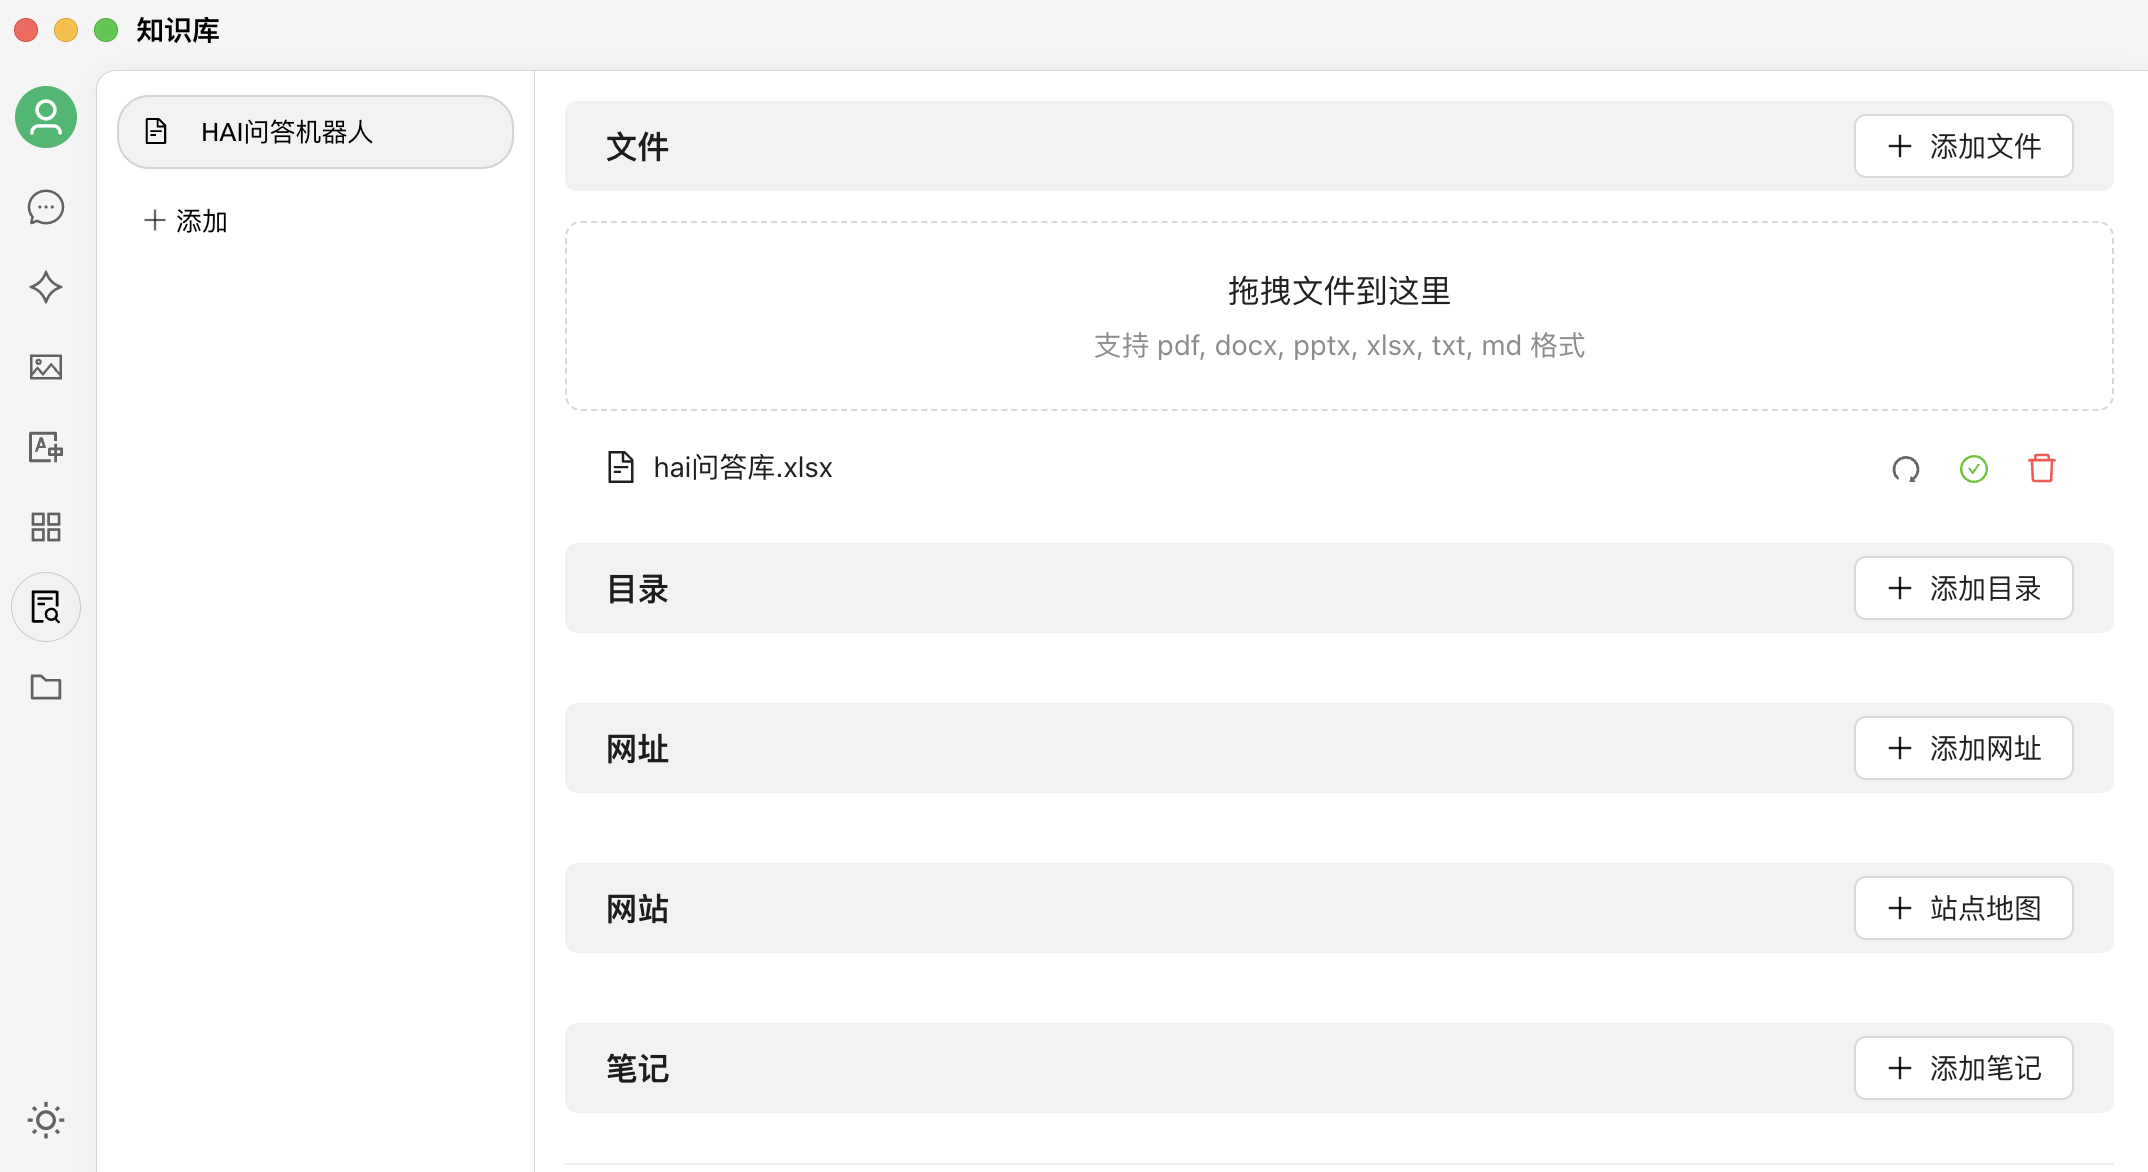 知识库
HAI问答机器人
添加
文件
添加文件
拖拽文件到这里
支持 pdf, docx, pptx, xlsx, txt, md 格式
hai问答库.xlsx
目录
添加目录
网址
添加网址
网站
站点地图
笔记
添加笔记